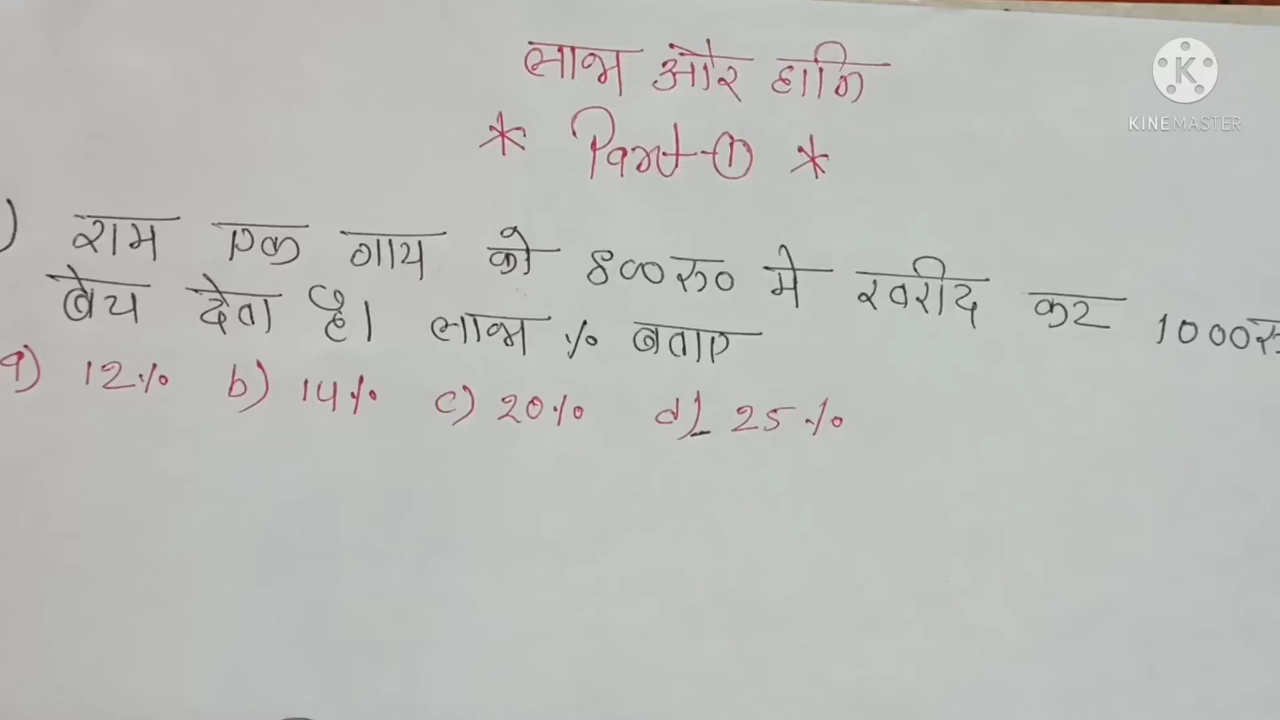 लाभ और हानि
* Part-① *
) राम एक गाय को 800रु० मे खरीद कर 1000रु
बेच देता है। लाभ % बताए
a) 12% b) 14% c) 20% d) 25%
KINEMASTER